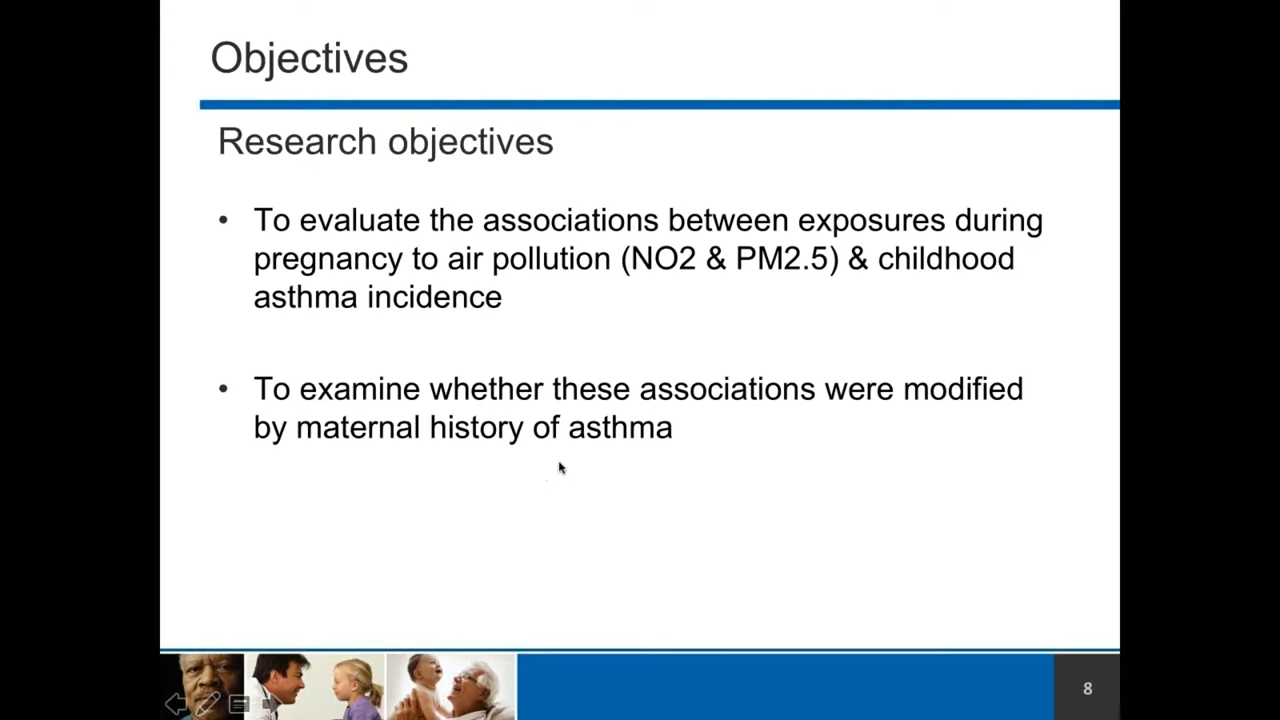 Objectives
Research objectives
• To evaluate the associations between exposures during
pregnancy to air pollution (NO2 & PM2.5) & childhood
asthma incidence
• To examine whether these associations were modified
by maternal history of asthma
8